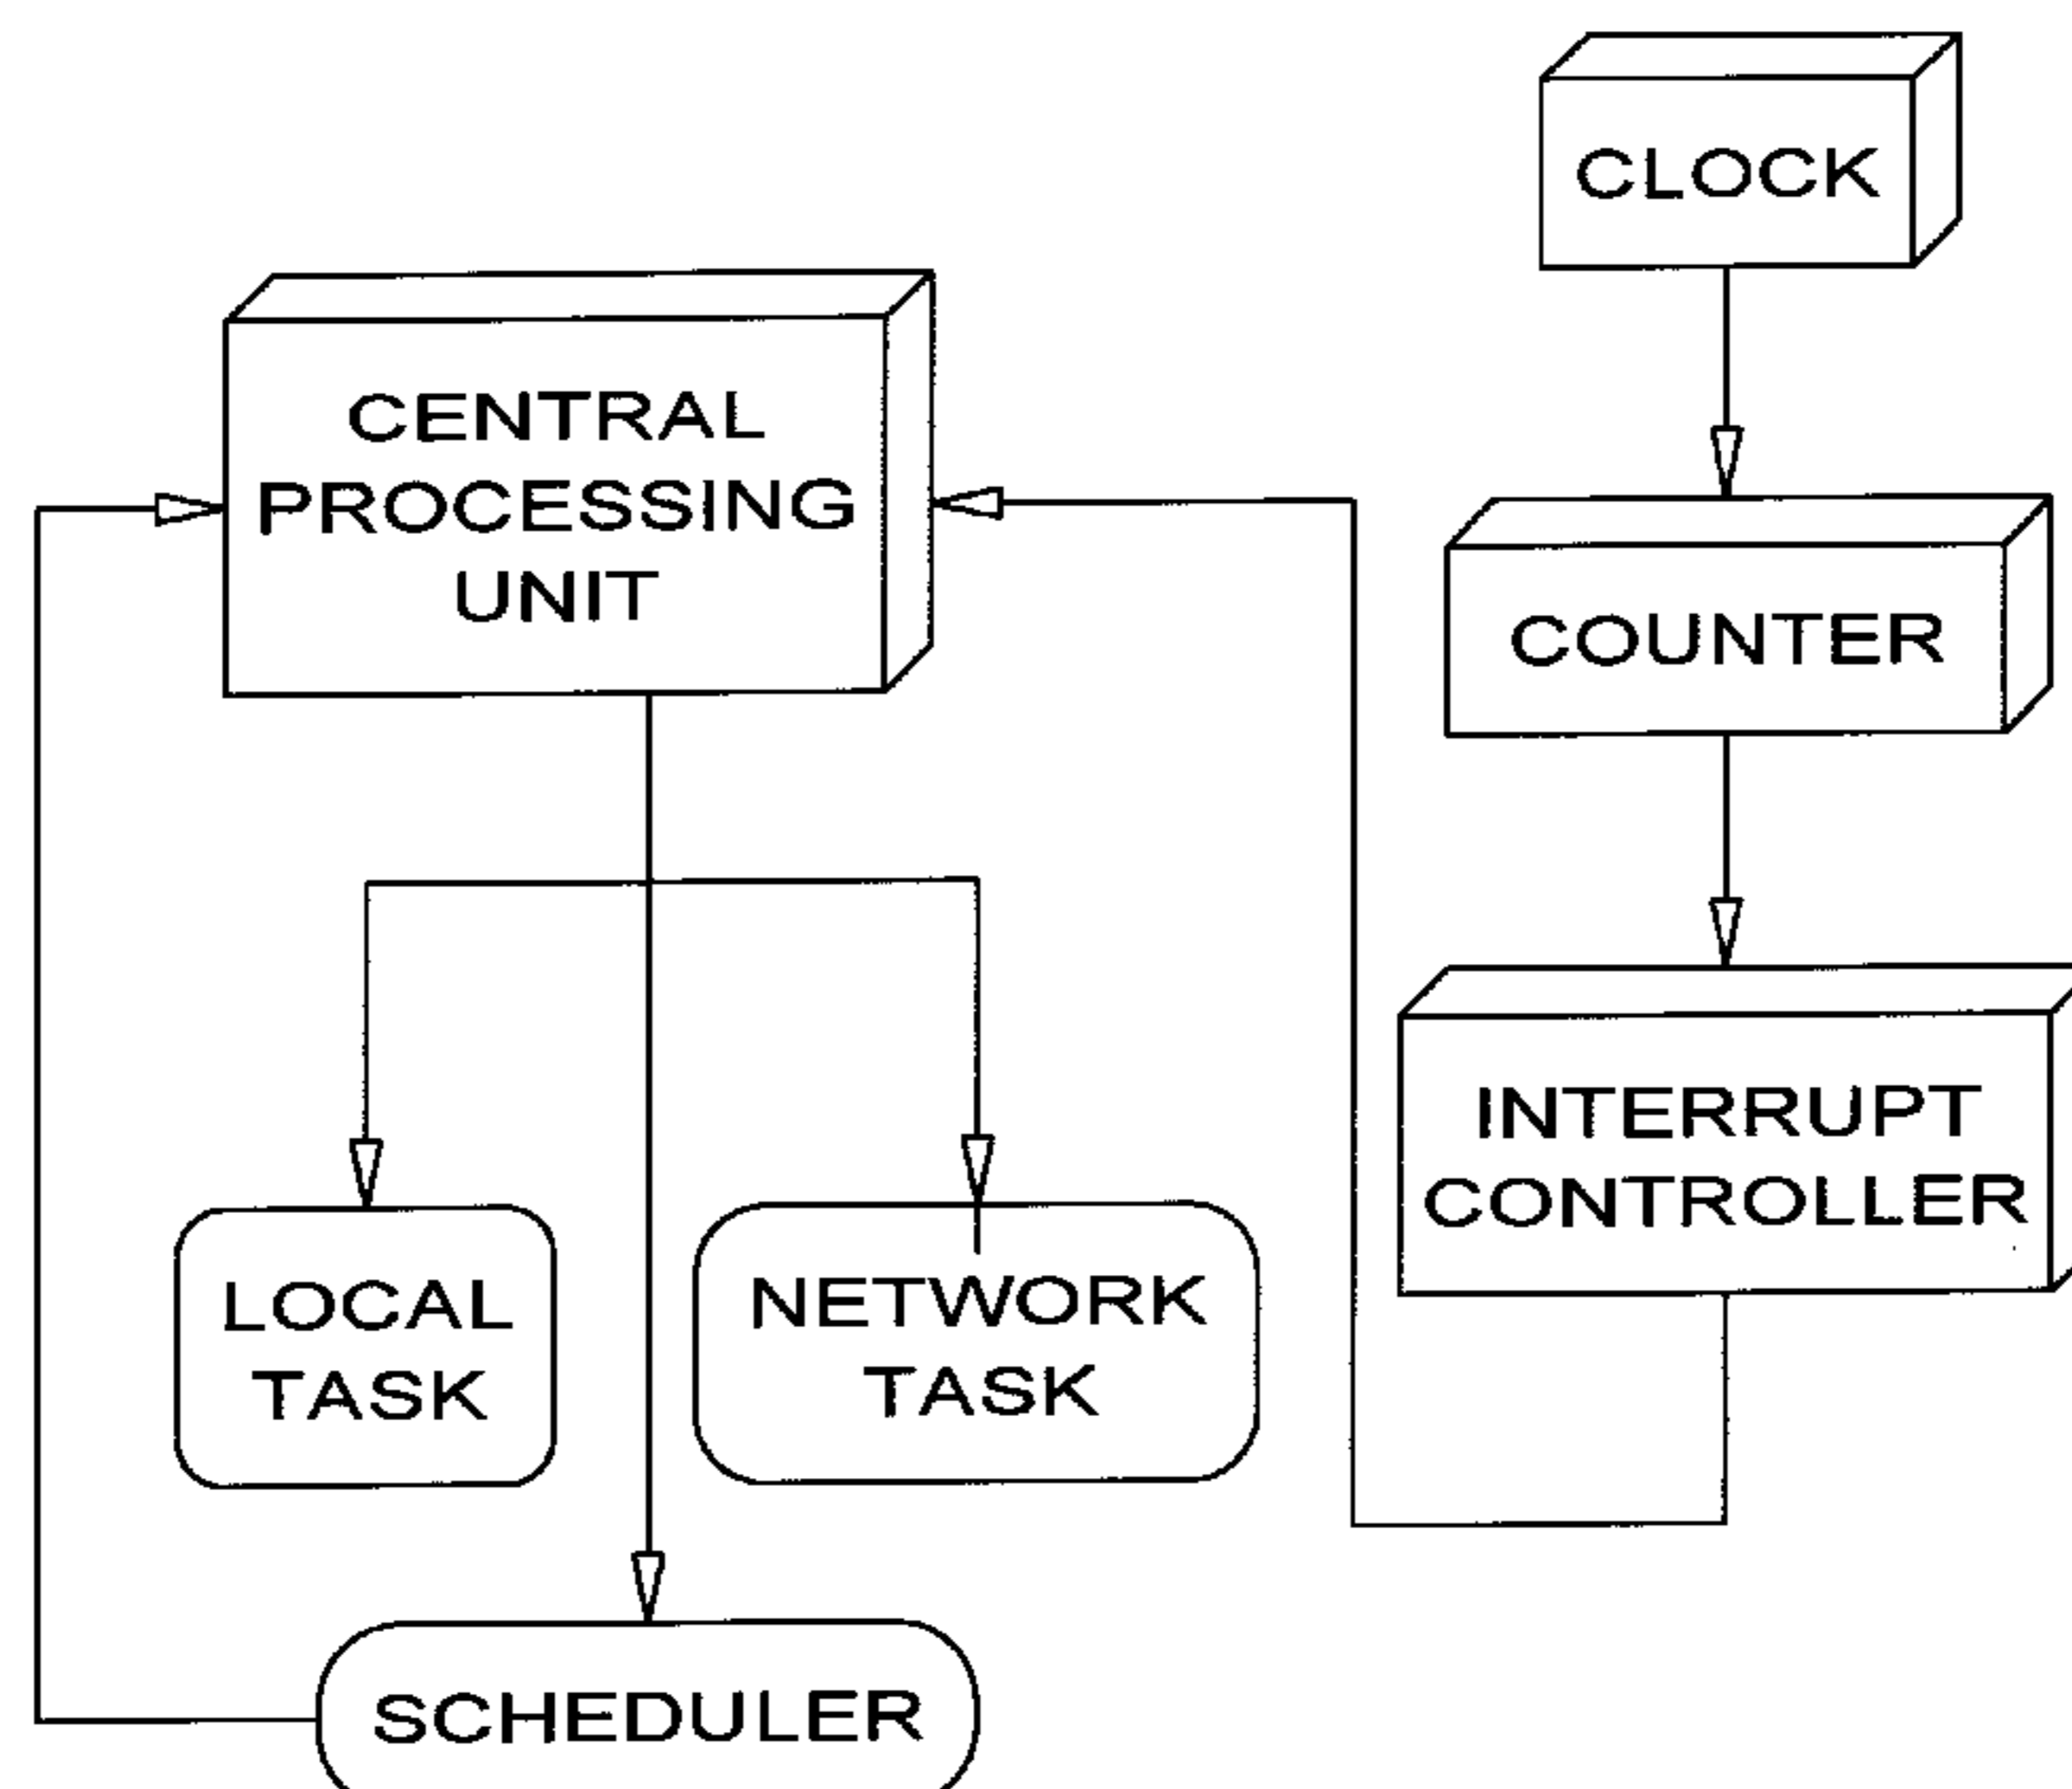 CLOCK
CENTRAL
PROCESSING
UNIT
COUNTER
INTERRUPT
CONTROLLER
LOCAL
TASK
NETWORK
TASK
SCHEDULER